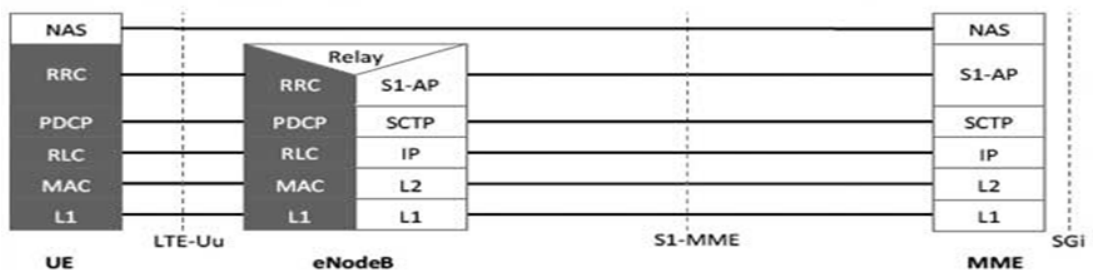 NAS NAS
Relay
RRC RRC S1-AP S1-AP
PDCP PDCP SCTP SCTP
RLC RLC IP IP
MAC MAC L2 L2
L1 L1 L1 L1
LTE-Uu S1-MME SGi
UE eNodeB MME